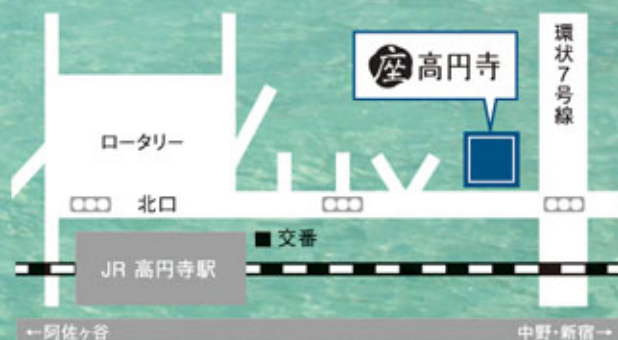 環状7号線
座高円寺
ロータリー
北口
交番
JR 高円寺駅
←阿佐ヶ谷
中野・新宿→